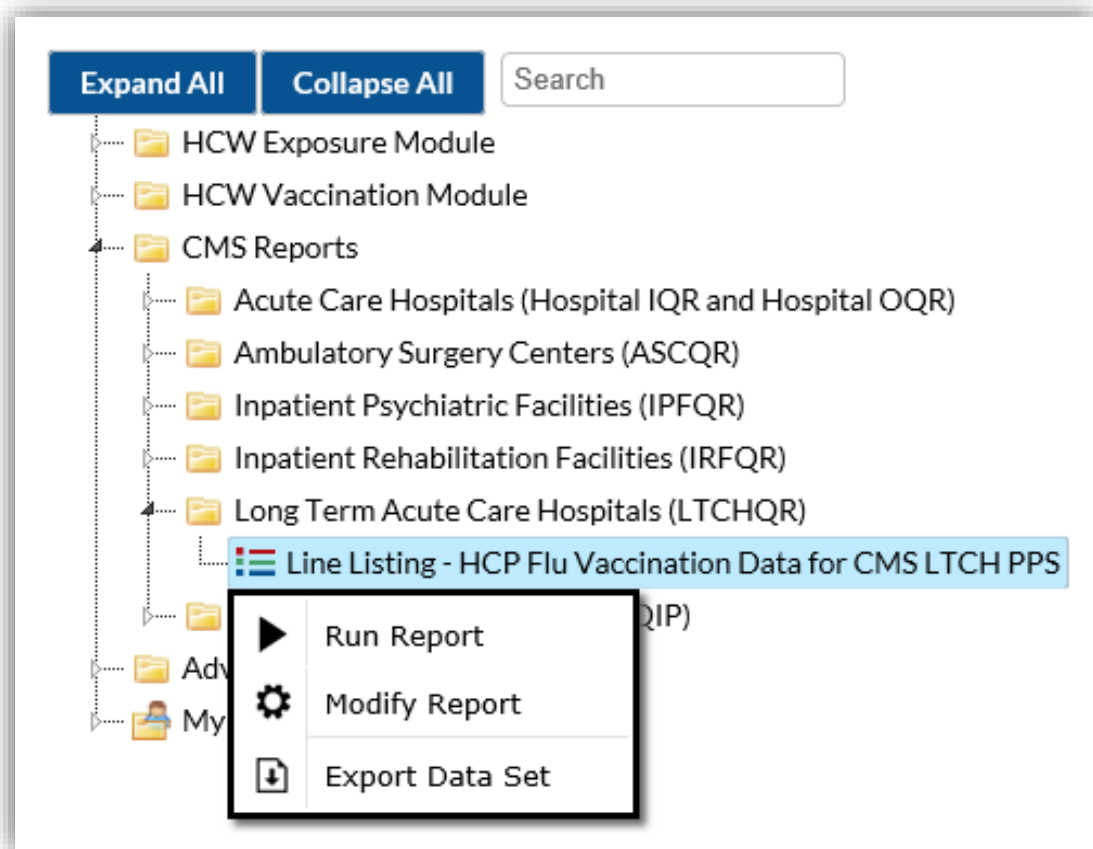 Expand All Collapse All Search
HCW Exposure Module
HCW Vaccination Module
CMS Reports
Acute Care Hospitals (Hospital IQR and Hospital OQR)
Ambulatory Surgery Centers (ASCQR)
Inpatient Psychiatric Facilities (IPFQR)
Inpatient Rehabilitation Facilities (IRFQR)
Long Term Acute Care Hospitals (LTCHQR)
Line Listing - HCP Flu Vaccination Data for CMS LTCH PPS
QIP)
Run Report
Adv
Modify Report
My
Export Data Set